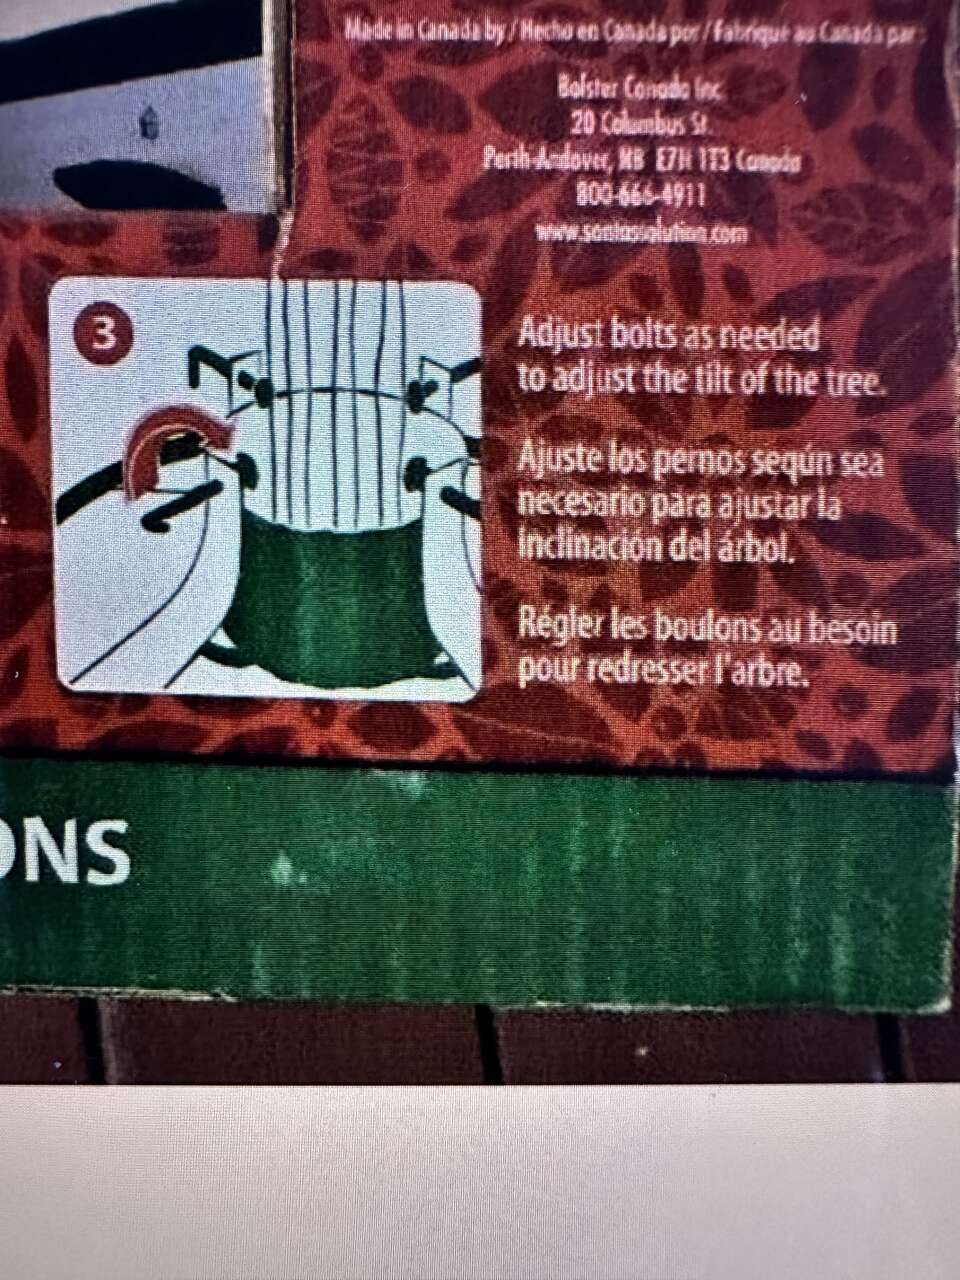 Made in Canada by / Hecho en Canada por / Fabriqué au Canada par :
Bolster Canada Inc.
20 Columbus St.
Perth-Andover, NB E7H 1T3 Canada
800-666-4911
www.santassolution.com
3
Adjust bolts as needed
to adjust the tilt of the tree.
Ajuste los pernos según sea
necesario para ajustar la
inclinación del árbol.
Régler les boulons au besoin
pour redresser l'arbre.
ONS